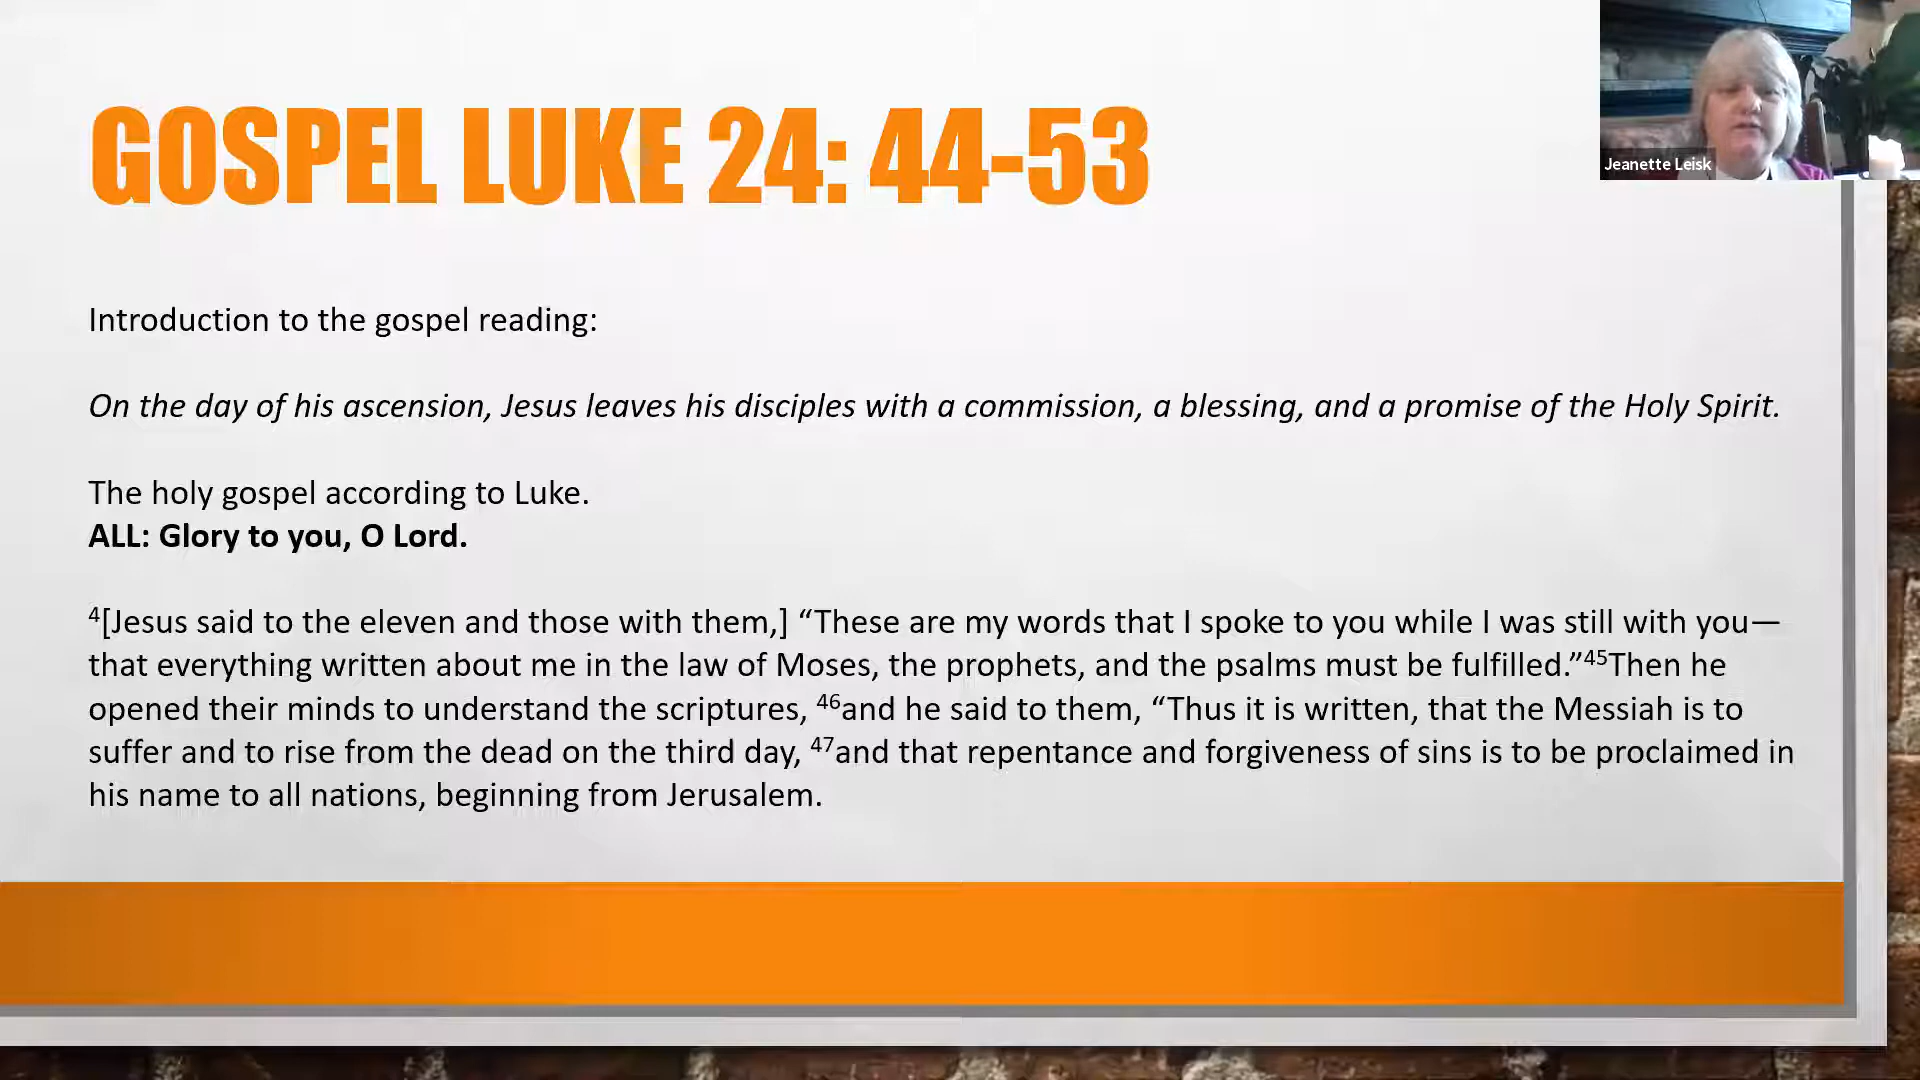 GOSPEL LUKE 24: 44-53
Jeanette Leisk
Introduction to the gospel reading:
On the day of his ascension, Jesus leaves his disciples with a commission, a blessing, and a promise of the Holy Spirit.
The holy gospel according to Luke.
ALL: Glory to you, O Lord.
4[Jesus said to the eleven and those with them,] “These are my words that I spoke to you while I was still with you—
that everything written about me in the law of Moses, the prophets, and the psalms must be fulfilled.”45Then he
opened their minds to understand the scriptures, 46and he said to them, “Thus it is written, that the Messiah is to
suffer and to rise from the dead on the third day, 47and that repentance and forgiveness of sins is to be proclaimed in
his name to all nations, beginning from Jerusalem.